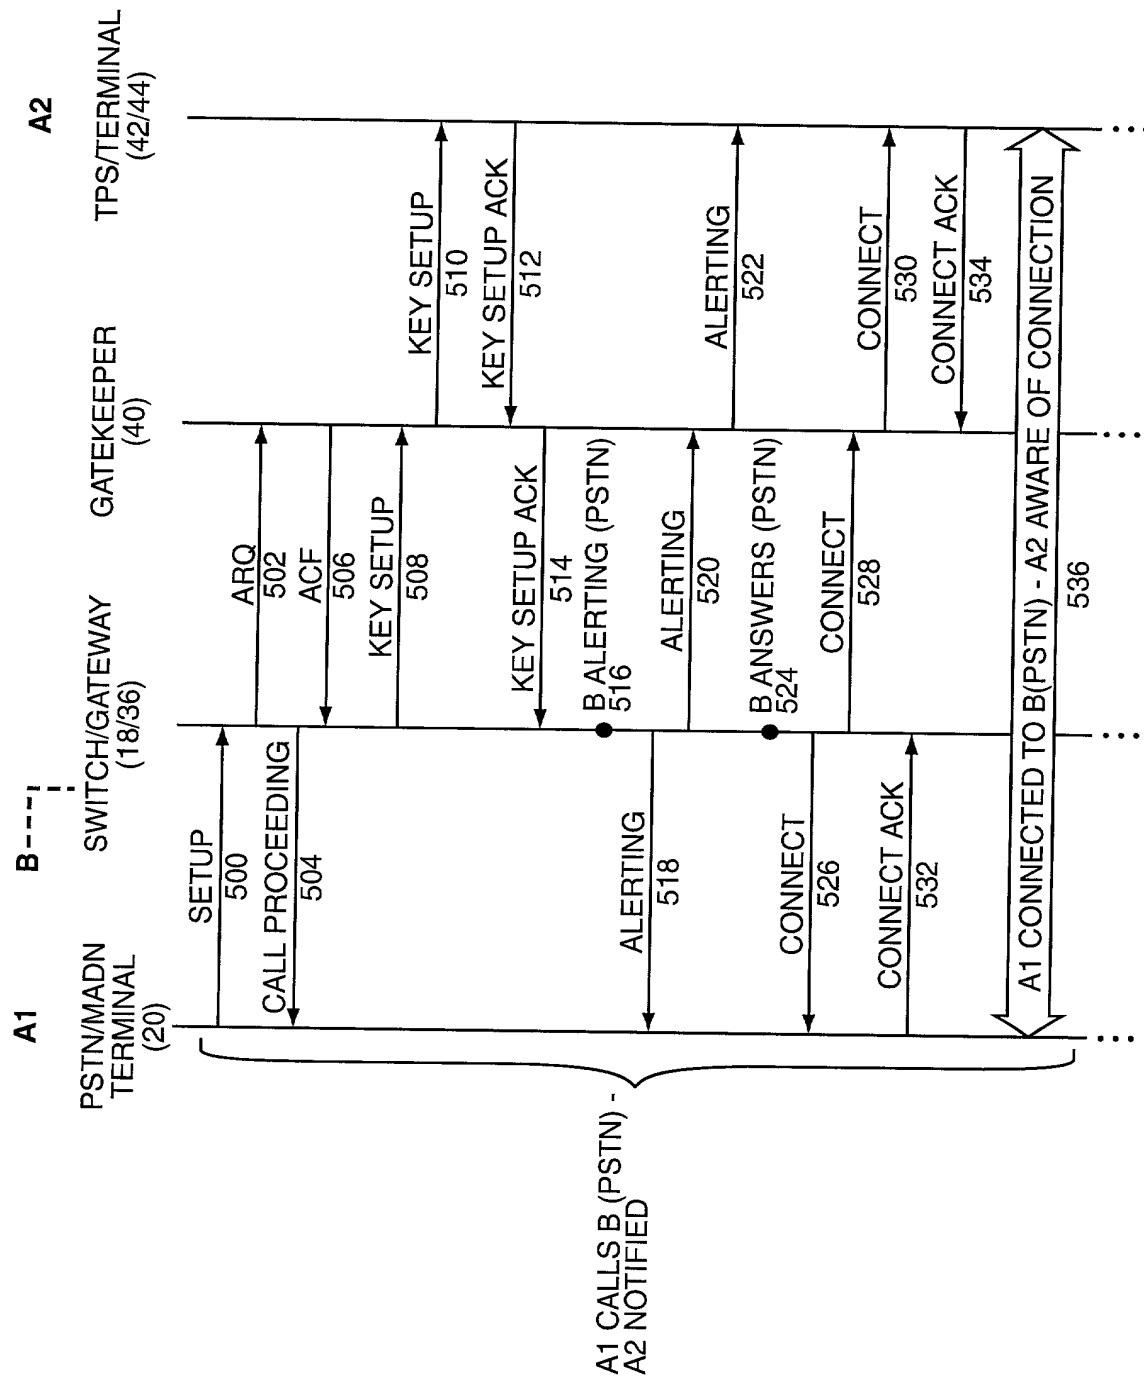 A1
B
A2
PSTN/MADN
TERMINAL
(20)
SWITCH/GATEWAY
(18/36)
GATEKEEPER
(40)
TPS/TERMINAL
(42/44)
SETUP
500
ARQ
502
CALL PROCEEDING
504
ACF
506
KEY SETUP
508
KEY SETUP
510
KEY SETUP ACK
512
KEY SETUP ACK
514
B ALERTING (PSTN)
516
ALERTING
518
ALERTING
520
ALERTING
522
B ANSWERS (PSTN)
524
CONNECT
526
CONNECT
528
CONNECT
530
CONNECT ACK
532
CONNECT ACK
534
A1 CONNECTED TO B(PSTN) - A2 AWARE OF CONNECTION
536
A1 CALLS B (PSTN) -
A2 NOTIFIED